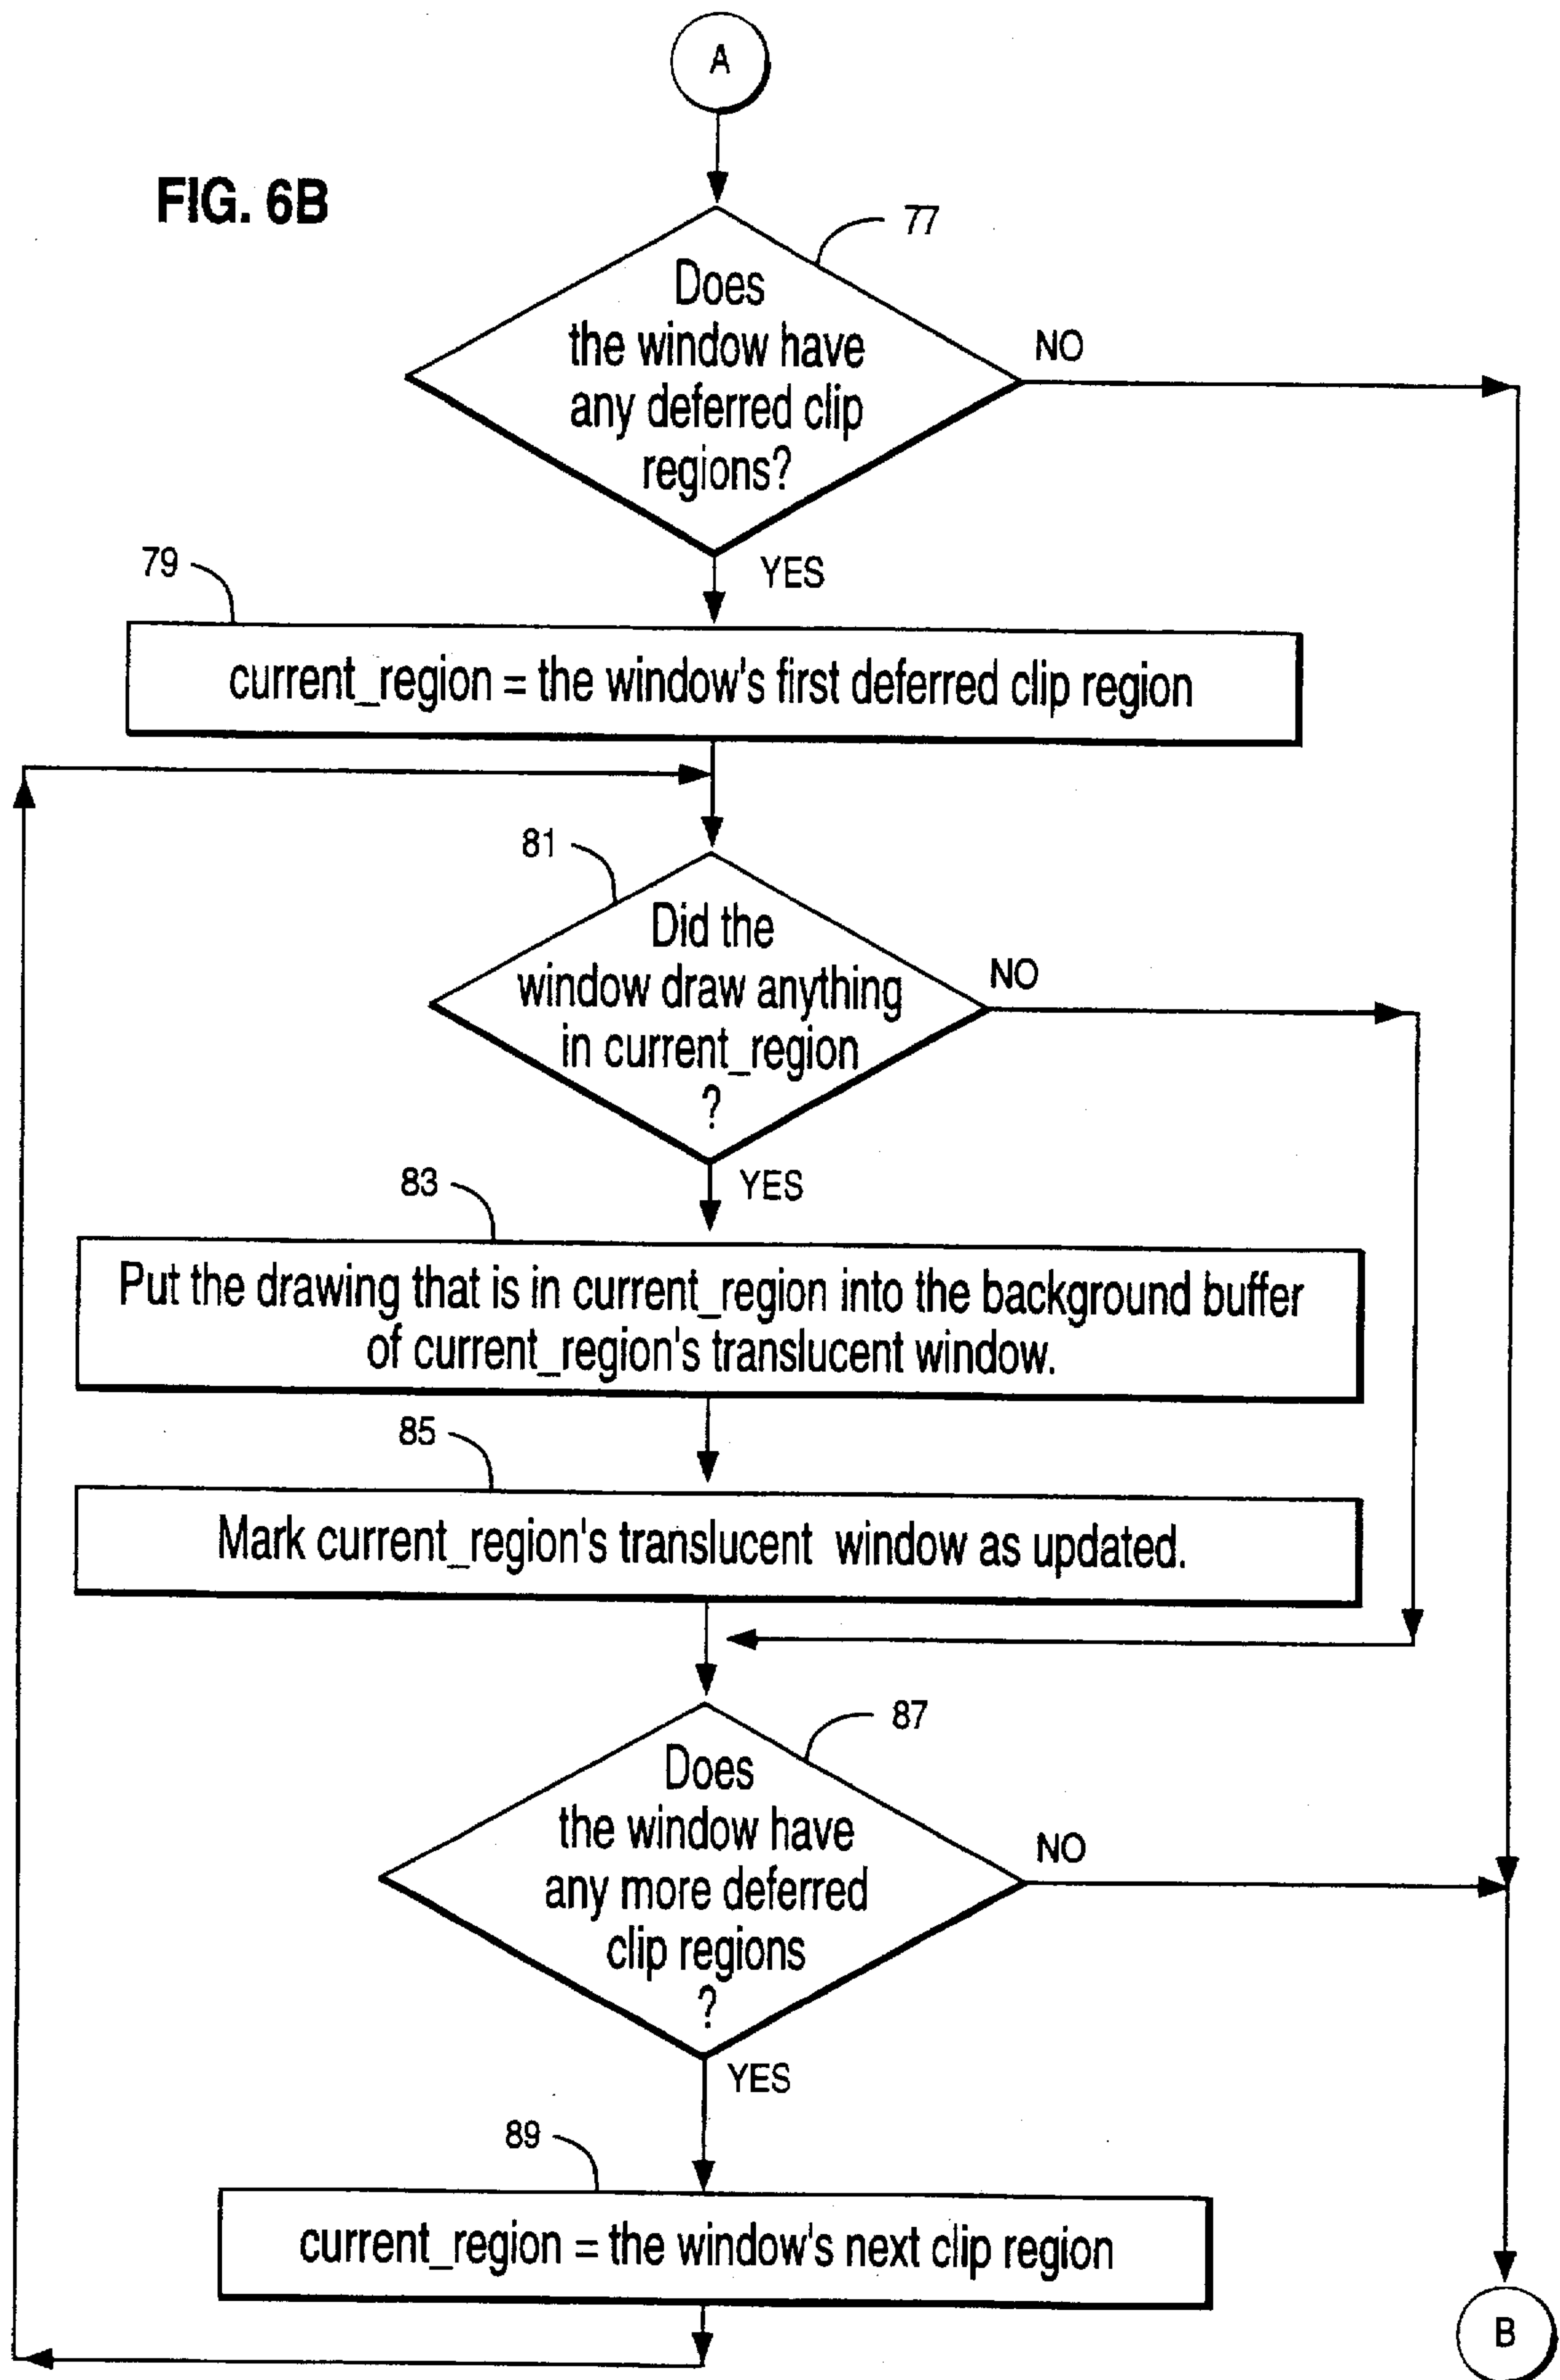 A
FIG. 6B
77
Does
the window have
any deferred clip
regions?
NO
YES
79
current_region = the window's first deferred clip region
81
Did the
window draw anything
in current_region
?
NO
YES
83
Put the drawing that is in current_region into the background buffer
of current_region's translucent window.
85
Mark current_region's translucent window as updated.
87
Does
the window have
any more deferred
clip regions
?
NO
YES
89
current_region = the window's next clip region
B